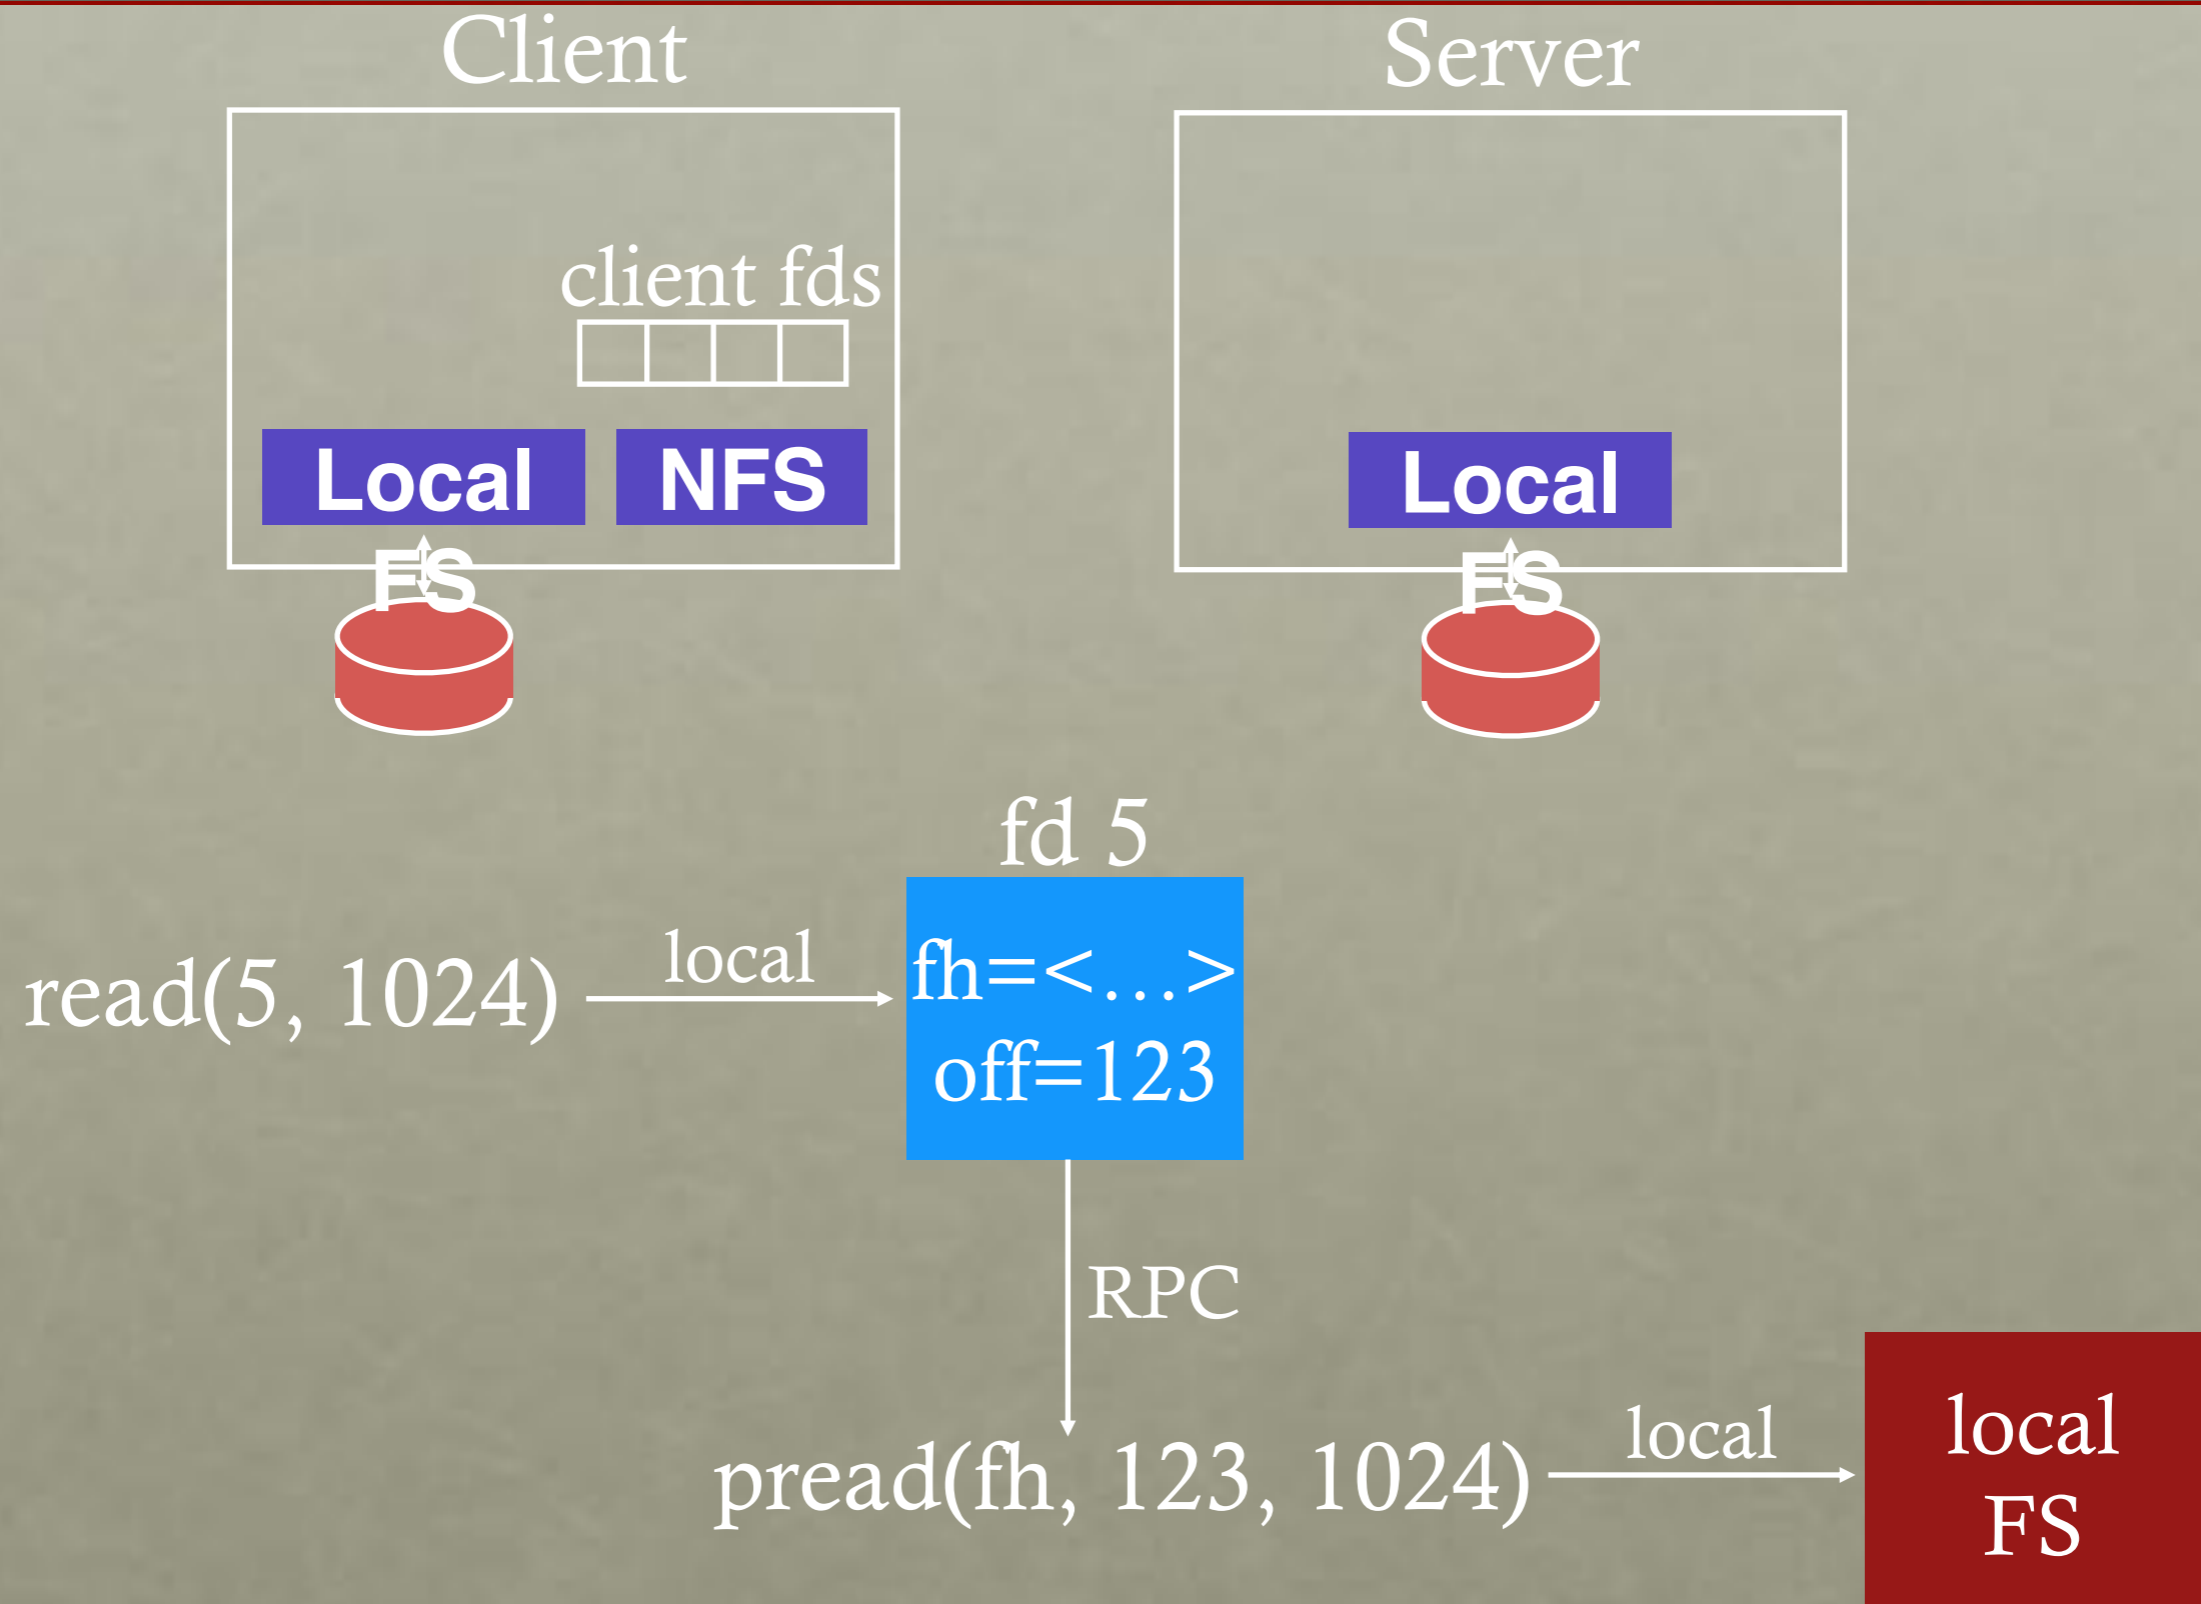 Client
Server
client fds
Local
FS
NFS
Local
FS
fd 5
read(5, 1024)
local
fh=<...>
off=123
RPC
pread(fh, 123, 1024)
local
local
FS